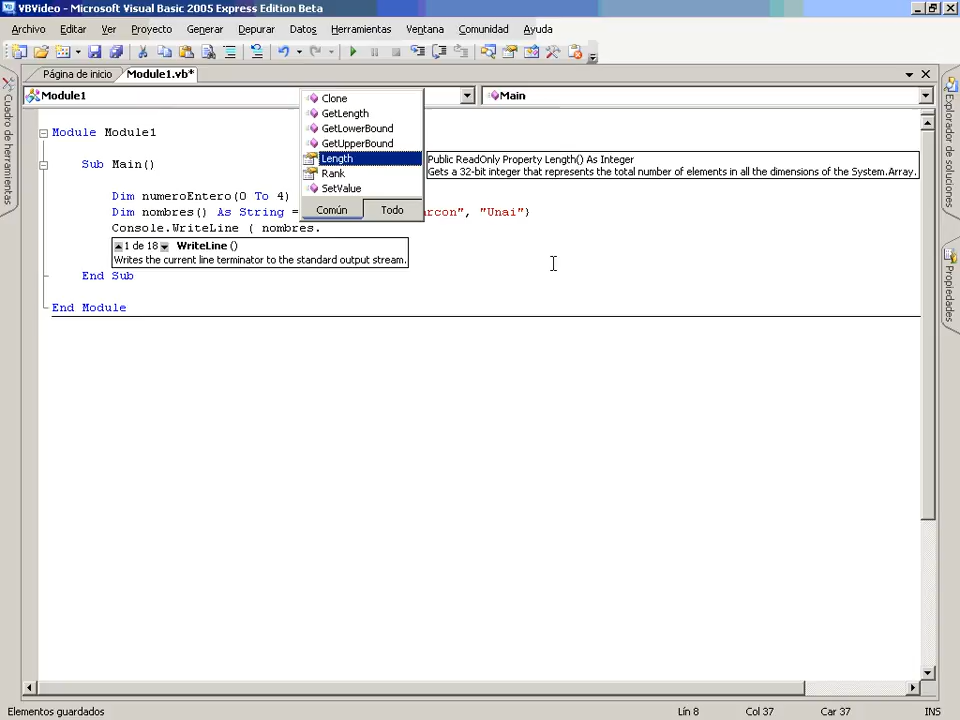 VBVideo - Microsoft Visual Basic 2005 Express Edition Beta
Archivo Editar Ver Proyecto Generar Depurar Datos Herramientas Ventana Comunidad Ayuda
Página de inicio Module1.vb*
Module1 Main
Cuadro de herramientas
Explorador de soluciones
Propiedades
Module Module1
Sub Main()
Dim numeroEntero(0 To 4)
Dim nombres() As String = arcon", "Unai"}
Console.WriteLine ( nombres.
End Sub
End Module
Clone
GetLength
GetLowerBound
GetUpperBound
Length
Rank
SetValue
Común Todo
Public ReadOnly Property Length() As Integer
Gets a 32-bit integer that represents the total number of elements in all the dimensions of the System.Array.
1 de 18 WriteLine ()
Writes the current line terminator to the standard output stream.
Elementos guardados Lín 8 Col 37 Car 37 INS